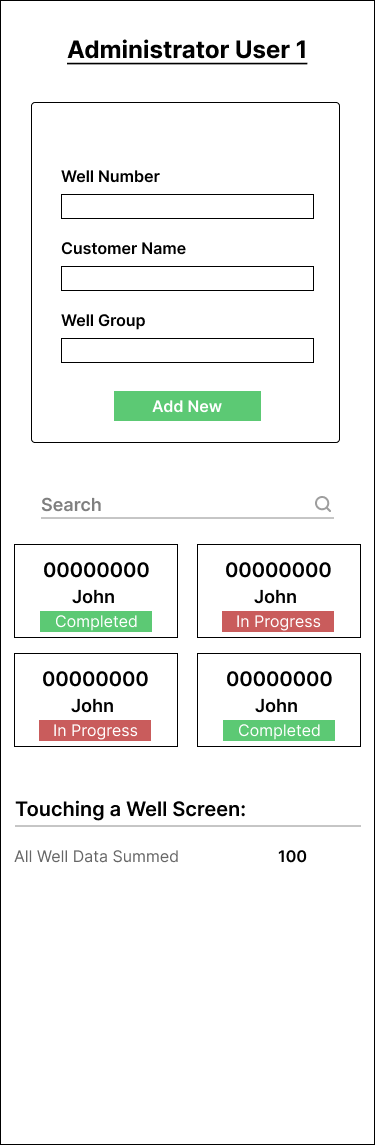 Administrator User 1
Well Number
Customer Name
Well Group
Add New
Search
00000000
John
Completed
00000000
John
In Progress
00000000
John
In Progress
00000000
John
Completed
Touching a Well Screen:
All Well Data Summed 100